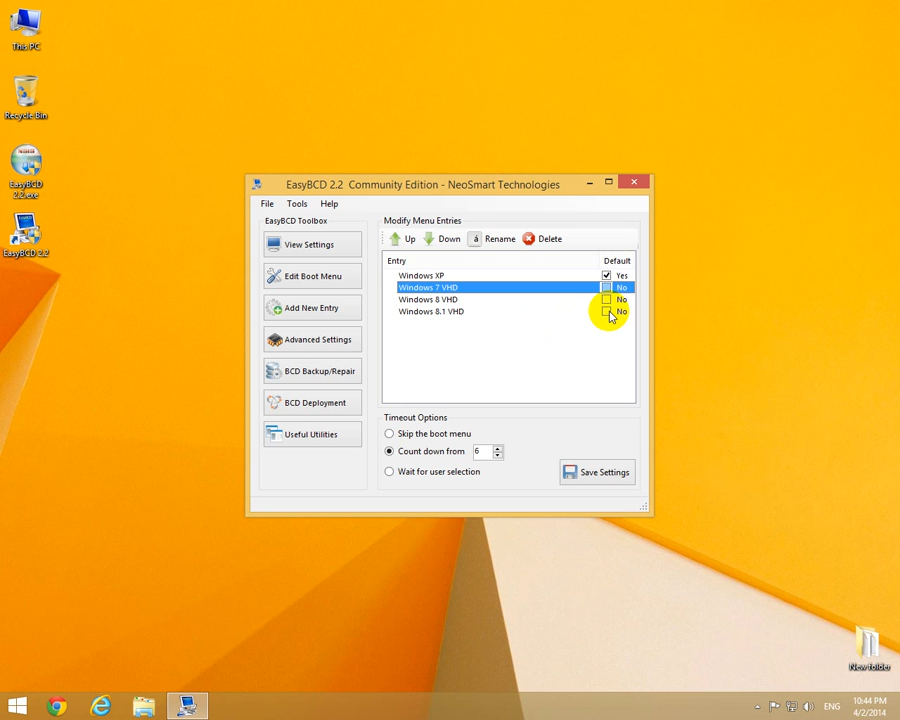 This PC
Recycle Bin
EasyBCD
2.2.exe
EasyBCD 2.2
EasyBCD 2.2 Community Edition - NeoSmart Technologies
File Tools Help
EasyBCD Toolbox
View Settings
Edit Boot Menu
Add New Entry
Advanced Settings
BCD Backup/Repair
BCD Deployment
Useful Utilities
Modify Menu Entries
Up Down Rename Delete
Entry Default
Windows XP Yes
Windows 7 VHD No
Windows 8 VHD No
Windows 8.1 VHD No
Timeout Options
Skip the boot menu
Count down from 6
Wait for user selection
Save Settings
New folder
ENG
10:44 PM
4/2/2014